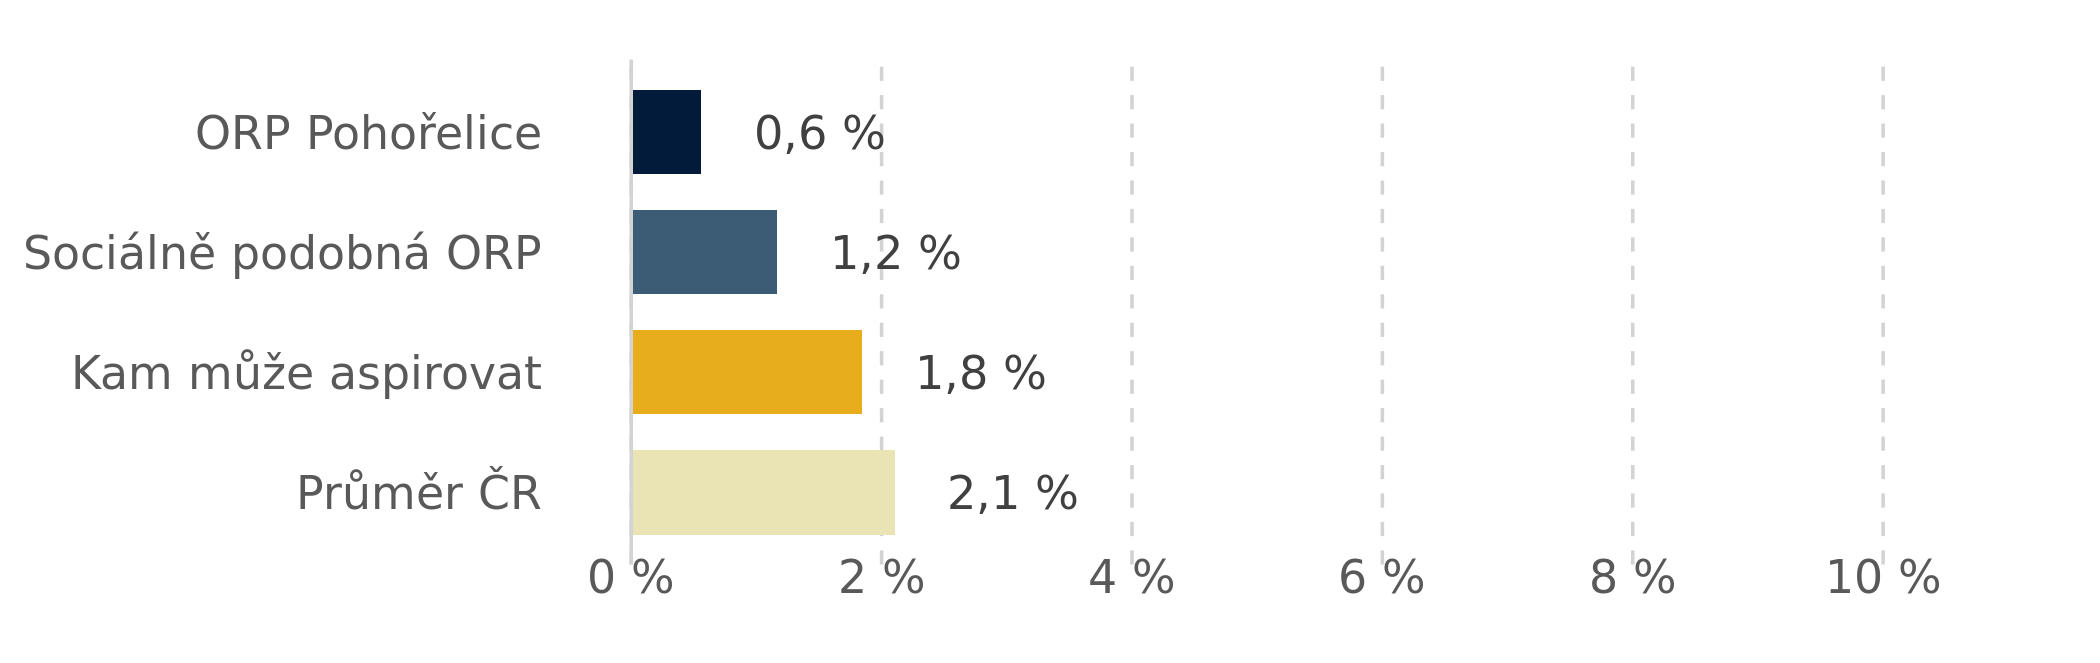 ORP Pohořelice
0,6 %
Sociálně podobná ORP
1,2 %
Kam může aspirovat
1,8 %
Průměr ČR
2,1 %
0 % 2 % 4 % 6 % 8 % 10 %